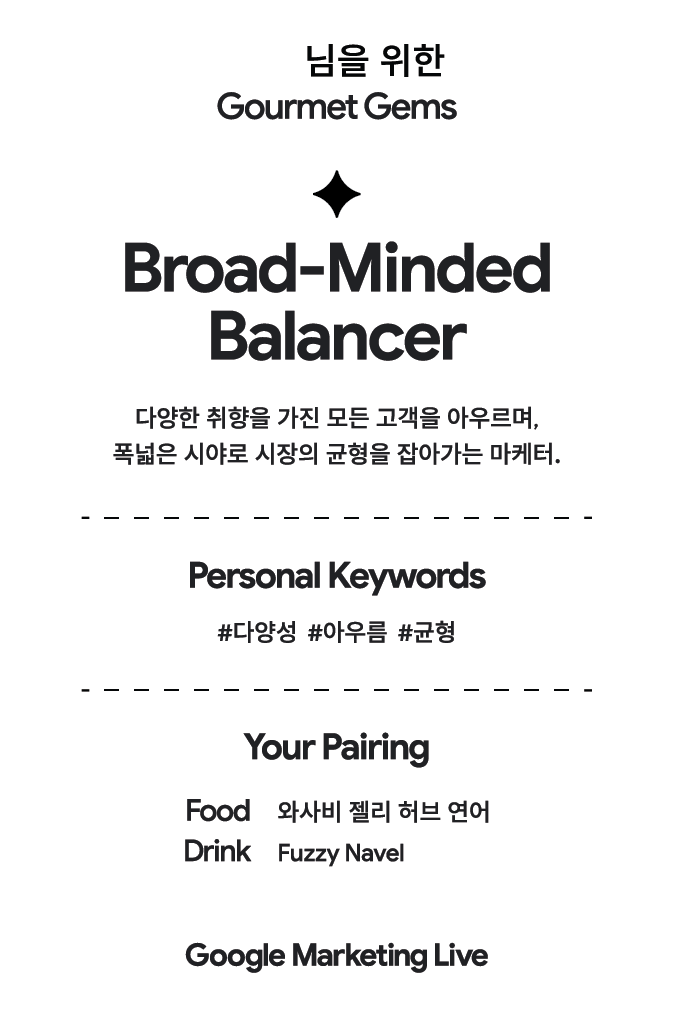 님을 위한
Gourmet Gems
Broad-Minded
Balancer
다양한 취향을 가진 모든 고객을 아우르며,
폭넓은 시야로 시장의 균형을 잡아가는 마케터.
Personal Keywords
#다양성 #아우름 #균형
Your Pairing
Food 와사비 젤리 허브 연어
Drink Fuzzy Navel
Google Marketing Live